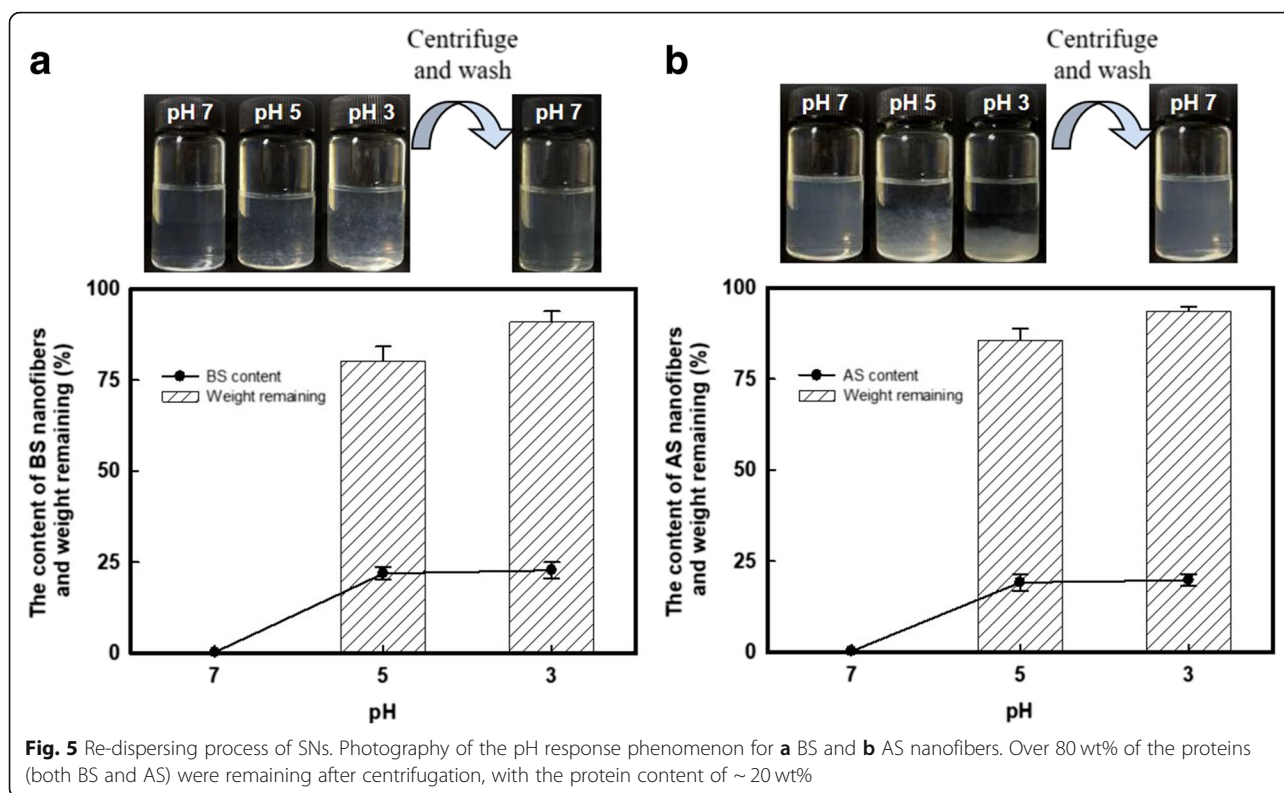 a
Centrifuge
and wash
pH 7 pH 5 pH 3 pH 7
The content of BS nanofibers
and weight remaining (%)
100
75
50
25
0
BS content
Weight remaining
7 5 3
pH
b
Centrifuge
and wash
pH 7 pH 5 pH 3 pH 7
The content of AS nanofibers
and weight remaining (%)
100
75
50
25
0
AS content
Weight remaining
7 5 3
pH
Fig. 5 Re-dispersing process of SNs. Photography of the pH response phenomenon for a BS and b AS nanofibers. Over 80 wt% of the proteins
(both BS and AS) were remaining after centrifugation, with the protein content of ~ 20 wt%